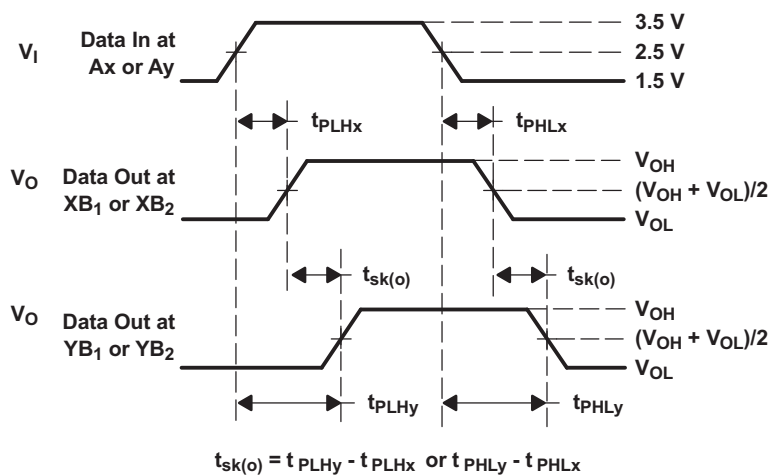 V_I
Data In at
Ax or Ay
3.5 V
2.5 V
1.5 V
t_PLHx
t_PHLx
V_O
Data Out at
XB_1 or XB_2
V_OH
(V_OH + V_OL)/2
V_OL
t_sk(o)
t_sk(o)
V_O
Data Out at
YB_1 or YB_2
V_OH
(V_OH + V_OL)/2
V_OL
t_PLHy
t_PHLy
t_sk(o) = t_PLHy - t_PLHx or t_PHLy - t_PHLx